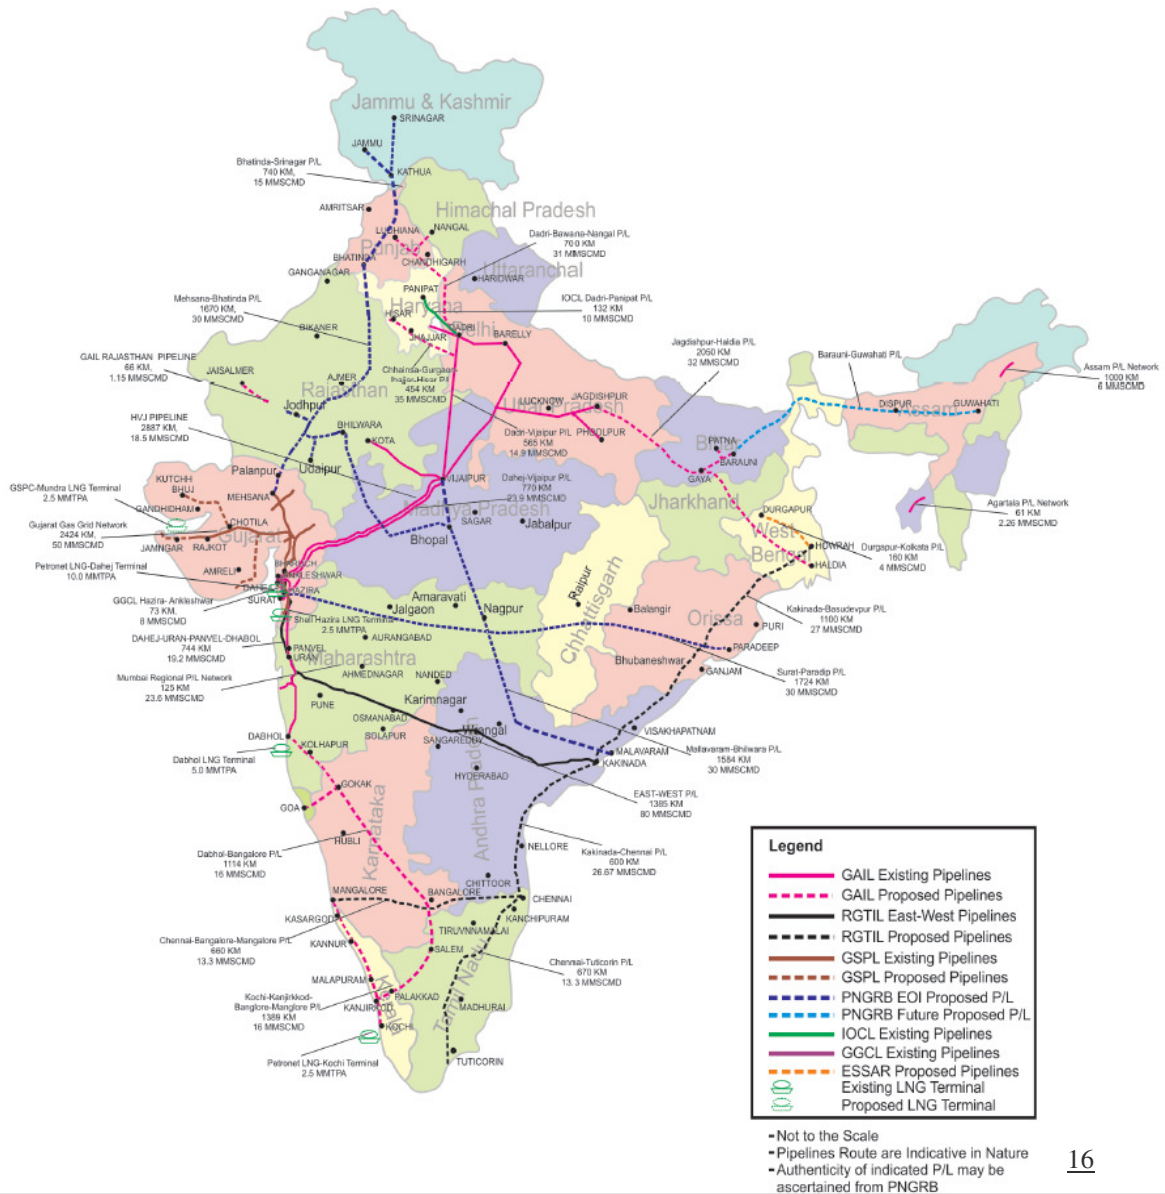 Jammu & Kashmir
SRINAGAR
JAMMU
KATHUA
Bhatinda-Srinagar P/L
740 KM,
15 MMSCMD
AMRITSAR
Himachal Pradesh
LUDHIANA
NANGAL
Punjab
CHANDHIGARH
BHATINDA
Dadri-Bawana-Nangal P/L
700 KM
31 MMSCMD
Uttaranchal
HARIDWAR
GANGANAGAR
PANIPAT
Haryana
HISAR
JHAJJAR
Delhi
DADRI
BARELLY
IOCL Dadri-Panipat P/L
132 KM
10 MMSCMD
Mehsana-Bhatinda P/L
1670 KM,
30 MMSCMD
BIKANER
Jagdishpur-Haldia P/L
2050 KM
32 MMSCMD
Barauni-Guwahati P/L
Assam P/L Network
1000 KM
6 MMSCMD
GAIL RAJASTHAN PIPELINE
66 KM,
1.15 MMSCMD
JAISALMER
AJMER
Rajasthan
Chhainsa-Gurgaon-
Jhajjar-Hisar P/L
454 KM
35 MMSCMD
Jodhpur
LUCKNOW
JAGDISHPUR
Uttar Pradesh
PHOOLPUR
DISPUR
GUWAHATI
Assam
HVJ PIPELINE
2887 KM,
18.5 MMSCMD
BHILWARA
KOTA
Dadri-Vijaipur P/L
565 KM
14.9 MMSCMD
Bihar
PATNA
BARAUNI
GAYA
Palanpur
Udaipur
VIJAIPUR
Dahej-Vijaipur P/L
770 KM
23.9 MMSCMD
KUTCHH
BHUJ
MEHSANA
GSPC-Mundra LNG Terminal
2.5 MMTPA
GANDHIDHAM
Madhya Pradesh
SAGAR
Jabalpur
Bhopal
Jharkhand
DURGAPUR
West
Bengal
HOWRAH
HALDIA
Durgapur-Kolkata P/L
160 KM
4 MMSCMD
Agartala P/L Network
61 KM
2.26 MMSCMD
Gujarat Gas Grid Network
2424 KM,
50 MMSCMD
CHOTILA
Gujarat
JAMNGAR
RAJKOT
AMRELI
Petronet LNG-Dahej Terminal
10.0 MMTPA
BHARUCH
ANKLESHWAR
DAHEJ
HAZIRA
SURAT
GGCL Hazira- Ankleshwar
73 KM,
8 MMSCMD
Shell Hazira LNG Terminal
2.5 MMTPA
Amaravati
Jalgaon
Nagpur
Raipur
Chhattisgarh
Balangir
Orissa
PURI
PARADEEP
Bhubaneshwar
GANJAM
Kakinada-Basudevpur P/L
1100 KM
27 MMSCMD
Surat-Paradip P/L
1724 KM
30 MMSCMD
DAHEJ-URAN-PANVEL-DHABOL
744 KM
19.2 MMSCMD
AURANGABAD
PANVEL
URAN
Maharashtra
AHMEDNAGAR
NANDED
Mumbai Regional P/L Network
125 KM
23.6 MMSCMD
PUNE
Karimnagar
OSMANABAD
SOLAPUR
Wrangal
SANGAREDDY
VISAKHAPATNAM
MALAVARAM
KAKINADA
Mallavaram-Bhilwara P/L
1584 KM
30 MMSCMD
DABHOL
KOLHAPUR
Dabhol LNG Terminal
5.0 MMTPA
HYDERABAD
Andhra Pradesh
EAST-WEST P/L
1385 KM
80 MMSCMD
GOKAK
GOA
HUBLI
Karnataka
NELLORE
Kakinada-Chennai P/L
600 KM
26.67 MMSCMD
Dabhol-Bangalore P/L
1114 KM
16 MMSCMD
CHITTOOR
MANGALORE
BANGALORE
CHENNAI
KASARGOD
KANCHIPURAM
TIRUVNNAMALAI
Chennai-Bangalore-Mangalore P/L
660 KM
13.3 MMSCMD
KANNUR
SALEM
Chennai-Tuticorin P/L
670 KM
13.3 MMSCMD
MALAPURAM
Kochi-Kanjirkkod-
Banglore-Manglore P/L
1389 KM
16 MMSCMD
PALAKKAD
KANJIRKOD
Kerala
Tamil Nadu
MADHURAI
KOCHI
Petronet LNG-Kochi Terminal
2.5 MMTPA
TUTICORIN
Legend
GAIL Existing Pipelines
GAIL Proposed Pipelines
RGTIL East-West Pipelines
RGTIL Proposed Pipelines
GSPL Existing Pipelines
GSPL Proposed Pipelines
PNGRB EOI Proposed P/L
PNGRB Future Proposed P/L
IOCL Existing Pipelines
GGCL Existing Pipelines
ESSAR Proposed Pipelines
Existing LNG Terminal
Proposed LNG Terminal
-Not to the Scale
-Pipelines Route are Indicative in Nature
-Authenticity of indicated P/L may be
ascertained from PNGRB
16